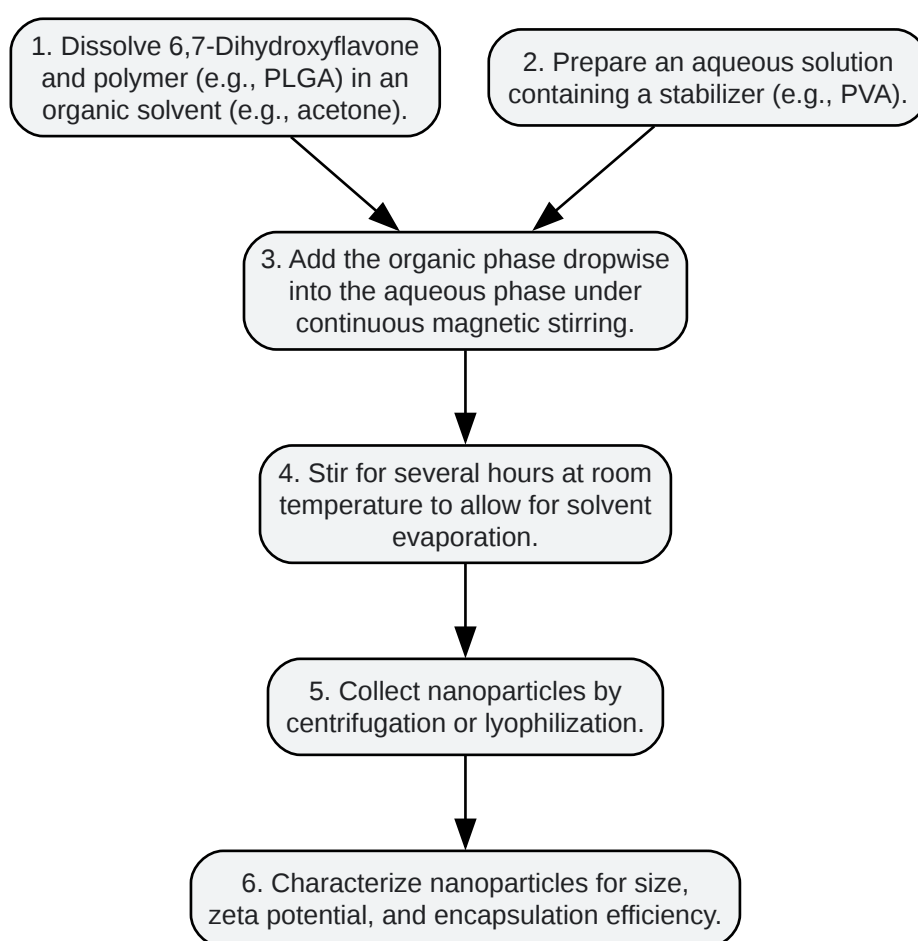 1. Dissolve 6,7-Dihydroxyflavone
and polymer (e.g., PLGA) in an
organic solvent (e.g., acetone).
2. Prepare an aqueous solution
containing a stabilizer (e.g., PVA).
3. Add the organic phase dropwise
into the aqueous phase under
continuous magnetic stirring.
4. Stir for several hours at room
temperature to allow for solvent
evaporation.
5. Collect nanoparticles by
centrifugation or lyophilization.
6. Characterize nanoparticles for size,
zeta potential, and encapsulation efficiency.